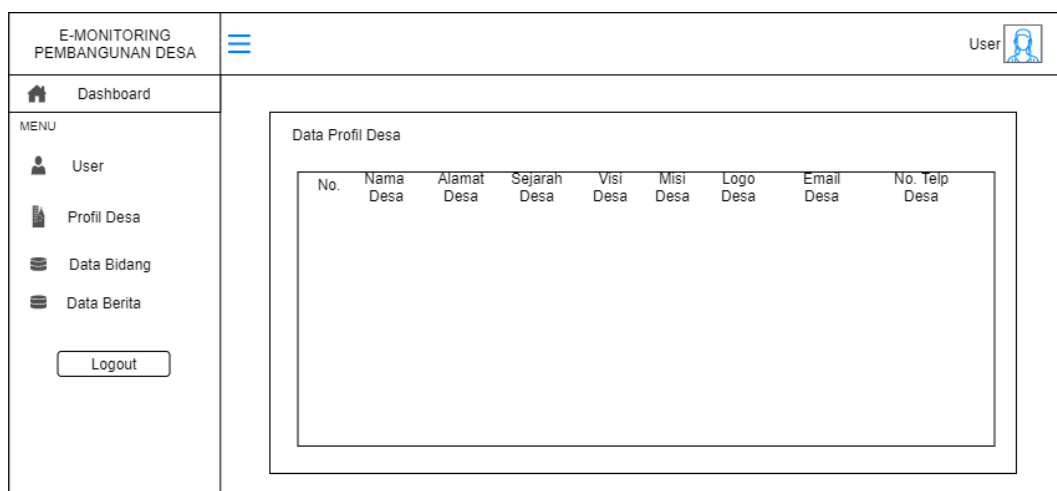 E-MONITORING
PEMBANGUNAN DESA
User
Dashboard
MENU
User
Profil Desa
Data Bidang
Data Berita
Logout
Data Profil Desa
No. Nama Desa Alamat Desa Sejarah Desa Visi Desa Misi Desa Logo Desa Email Desa No. Telp Desa